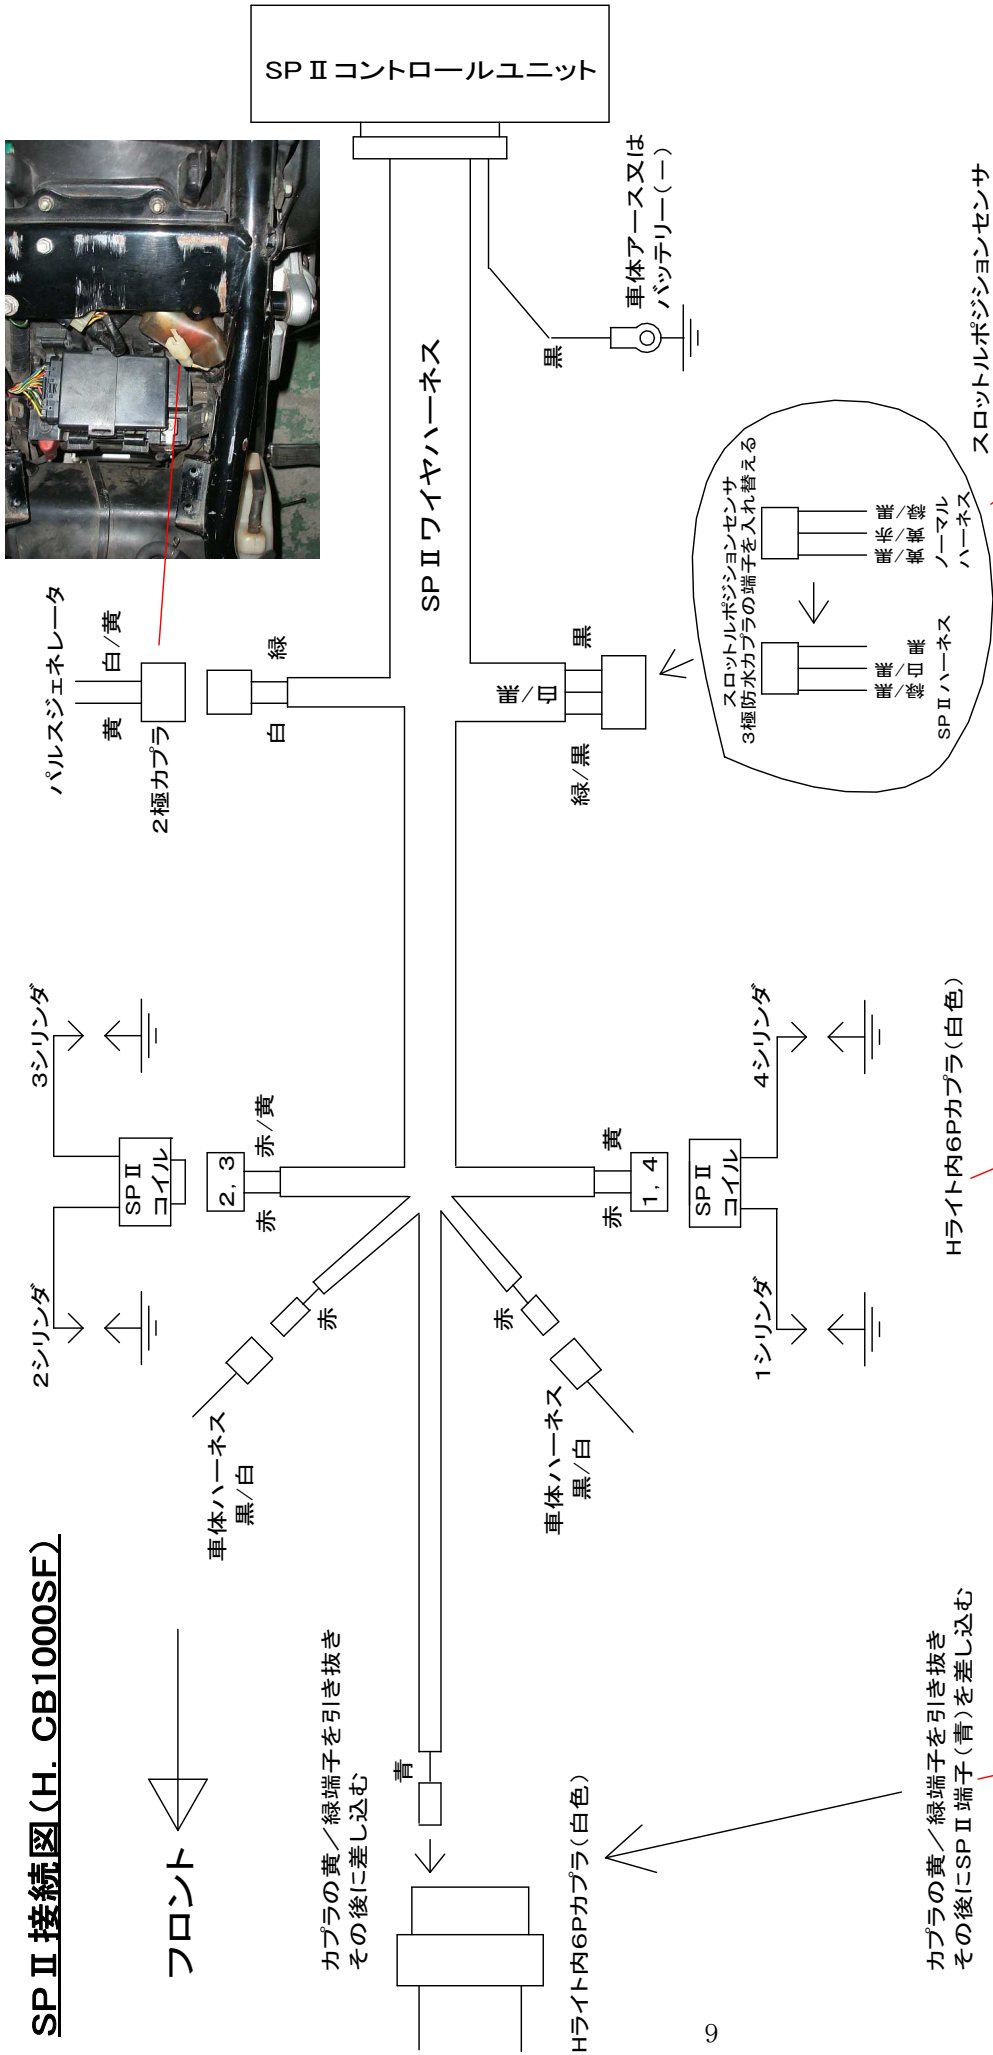 SPⅡ接続図(H. CB1000SF)
フロント
SPⅡコントロールユニット
SPⅡワイヤハーネス
パルスジェネレータ
黄
白/黄
2極カプラ
白
緑
車体アース又は
バッテリー(－)
黒
緑/黒
白/黒
黒
スロットルポジションセンサ
3極防水カプラの端子を入れ替える
緑/黒
白/黒
黒
SPⅡハーネス
黄/黒
黄/赤
緑/黒
ノーマル
ハーネス
スロットルポジションセンサ
2シリンダ
3シリンダ
SPⅡ
コイル
2, 3
赤
赤/黄
赤
車体ハーネス
黒/白
赤
黄
1, 4
SPⅡ
コイル
1シリンダ
4シリンダ
赤
車体ハーネス
黒/白
カプラの黄／緑端子を引き抜き
その後に差し込む
青
Hライト内6Pカプラ(白色)
カプラの黄／緑端子を引き抜き
その後にSPⅡ端子(青)を差し込む
Hライト内6Pカプラ(白色)
9